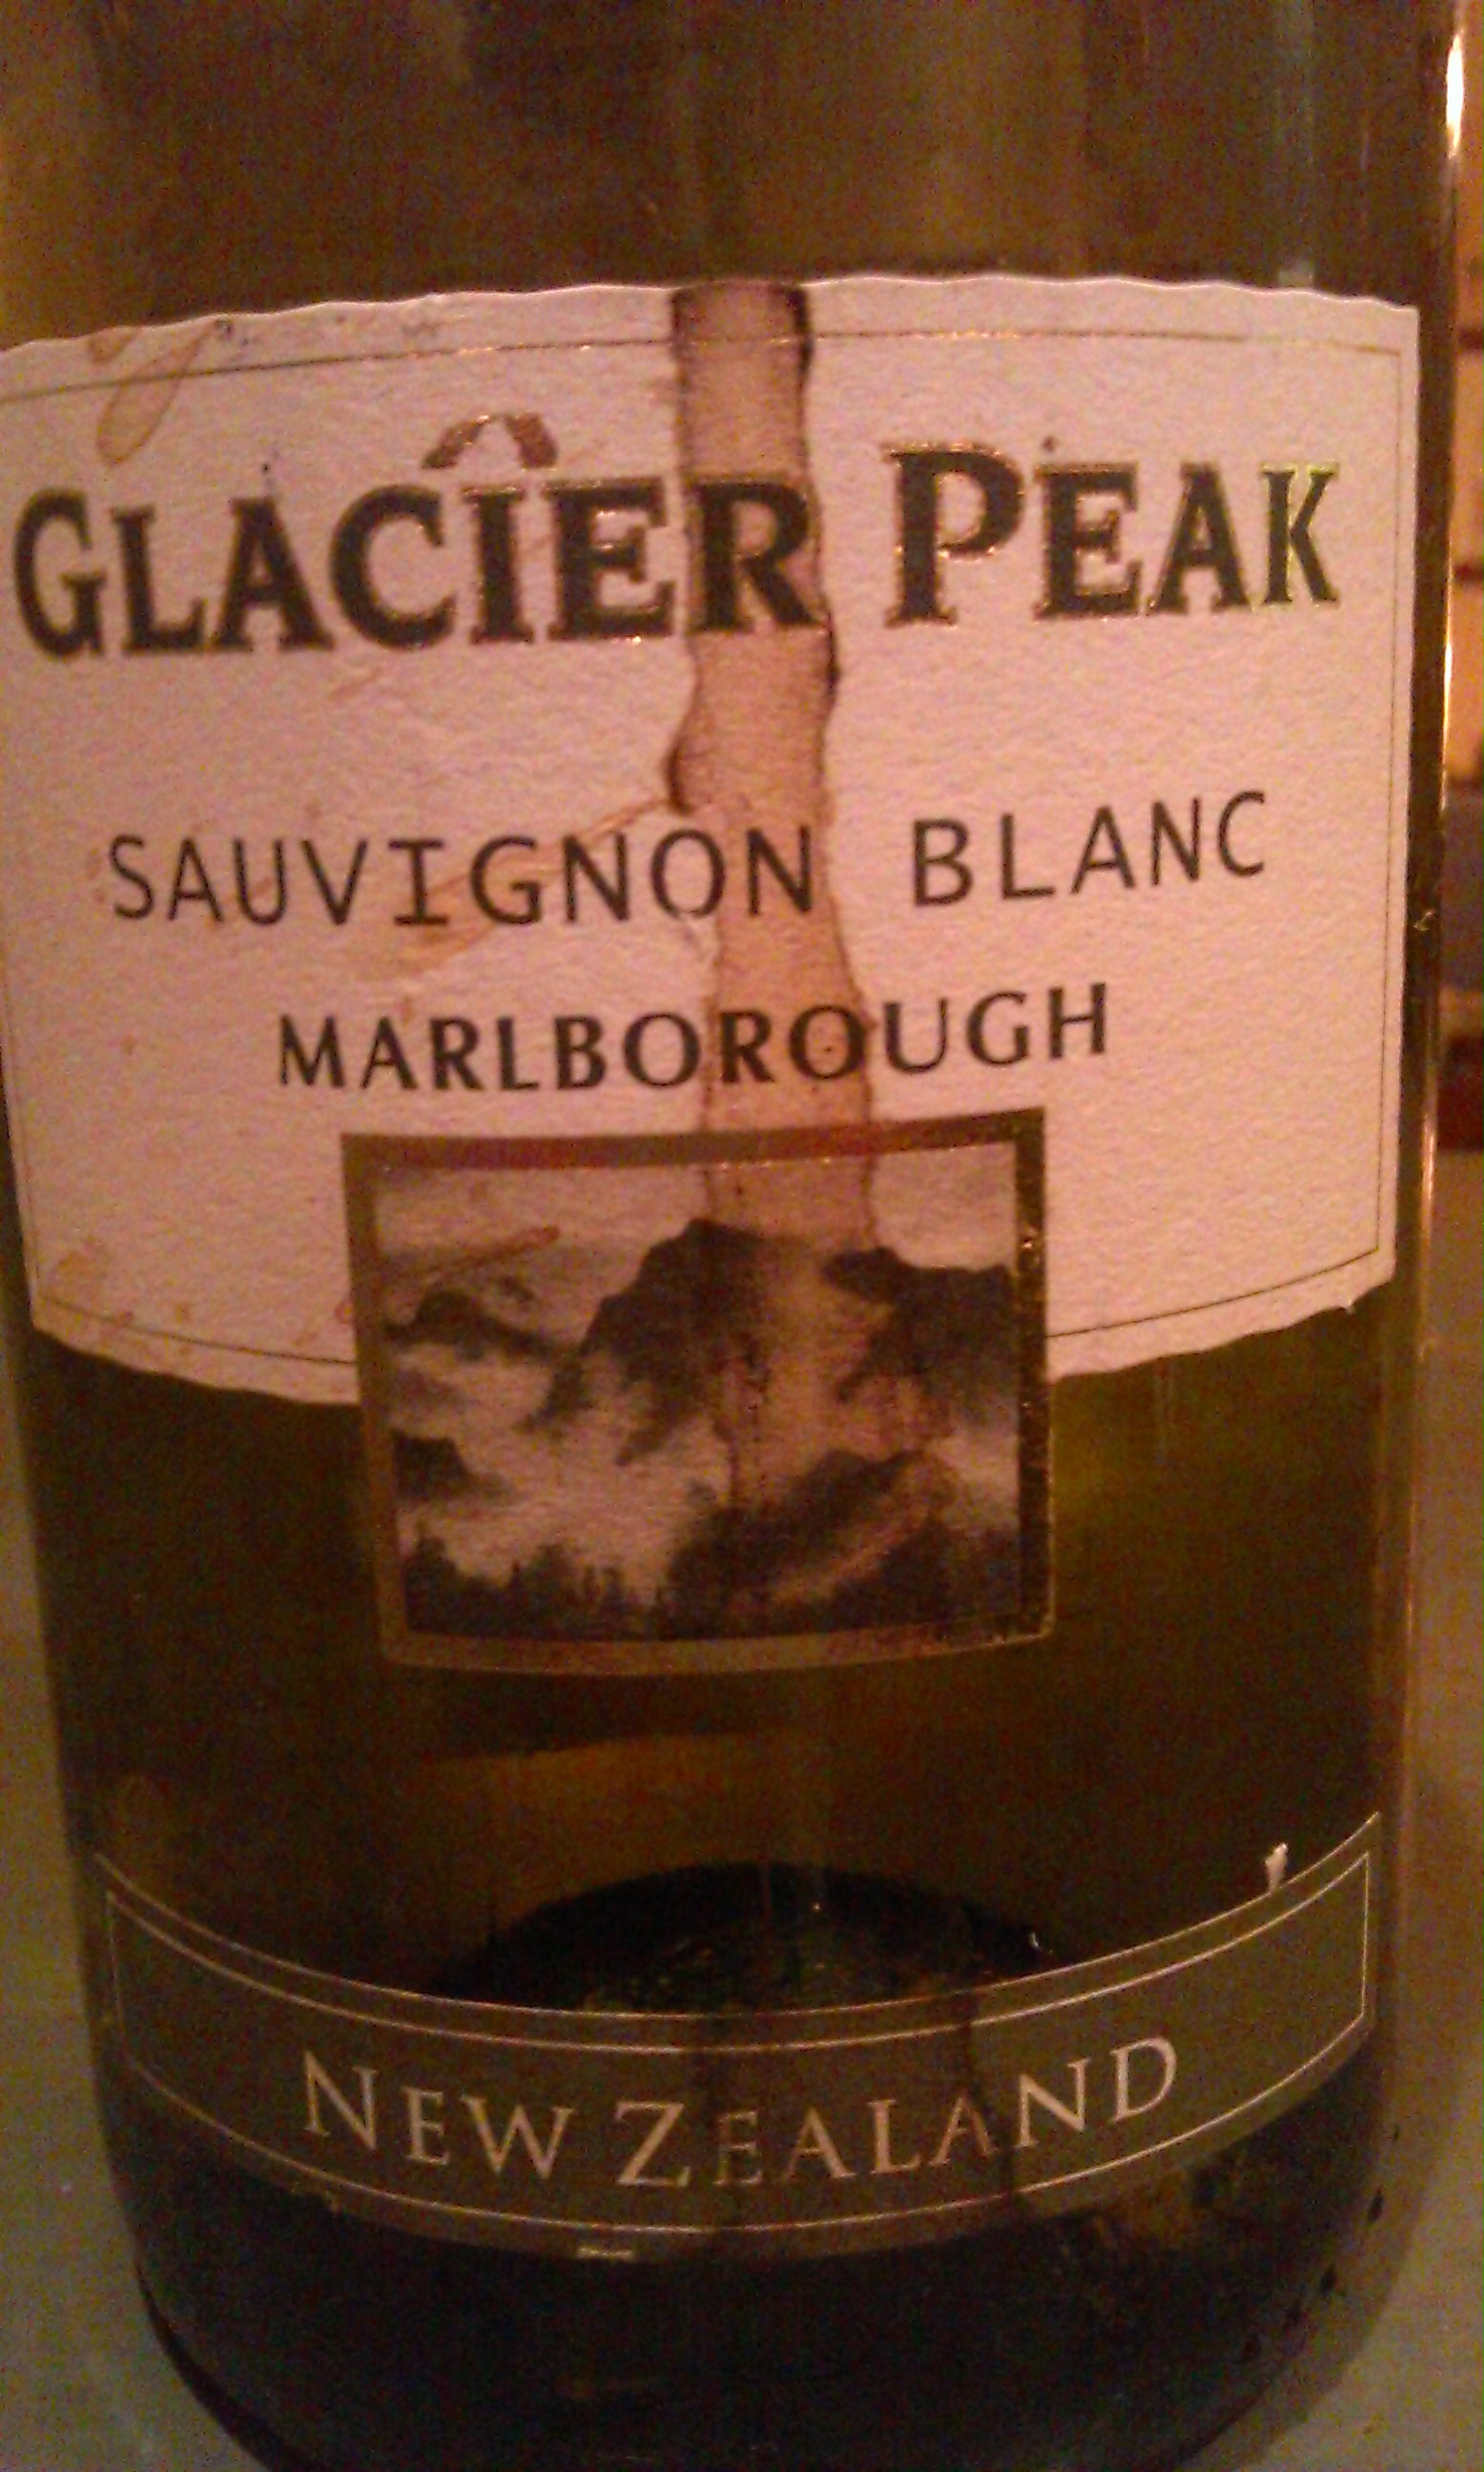 GLACIER PEAK
SAUVIGNON BLANC
MARLBOROUGH
NEW ZEALAND